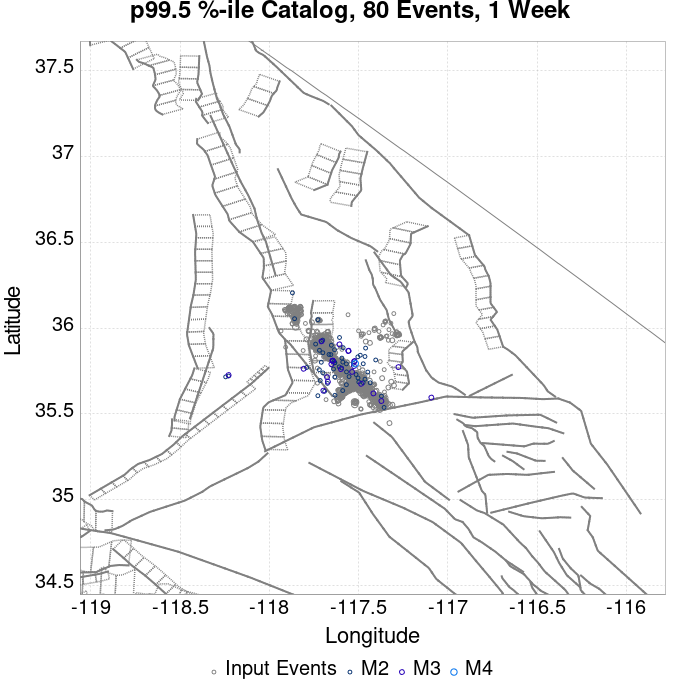 p99.5 %-ile Catalog, 80 Events, 1 Week
37.5
37
36.5
36
35.5
35
34.5
Latitude
-119 -118.5 -118 -117.5 -117 -116.5 -116
Longitude
Input Events M2 M3 M4